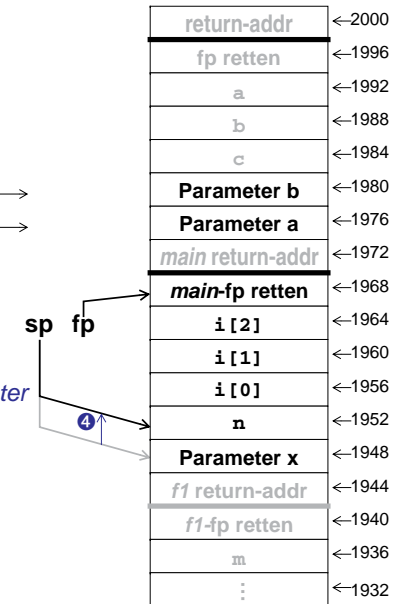 return-addr ←2000
fp retten ←1996
a ←1992
b ←1988
c ←1984
Parameter b ←1980
Parameter a ←1976
main return-addr ←1972
main-fp retten ←1968
sp fp i[2] ←1964
i[1] ←1960
ter i[0] ←1956
4 n ←1952
Parameter x ←1948
f1 return-addr ←1944
f1-fp retten ←1940
m ←1936
⋮ ←1932